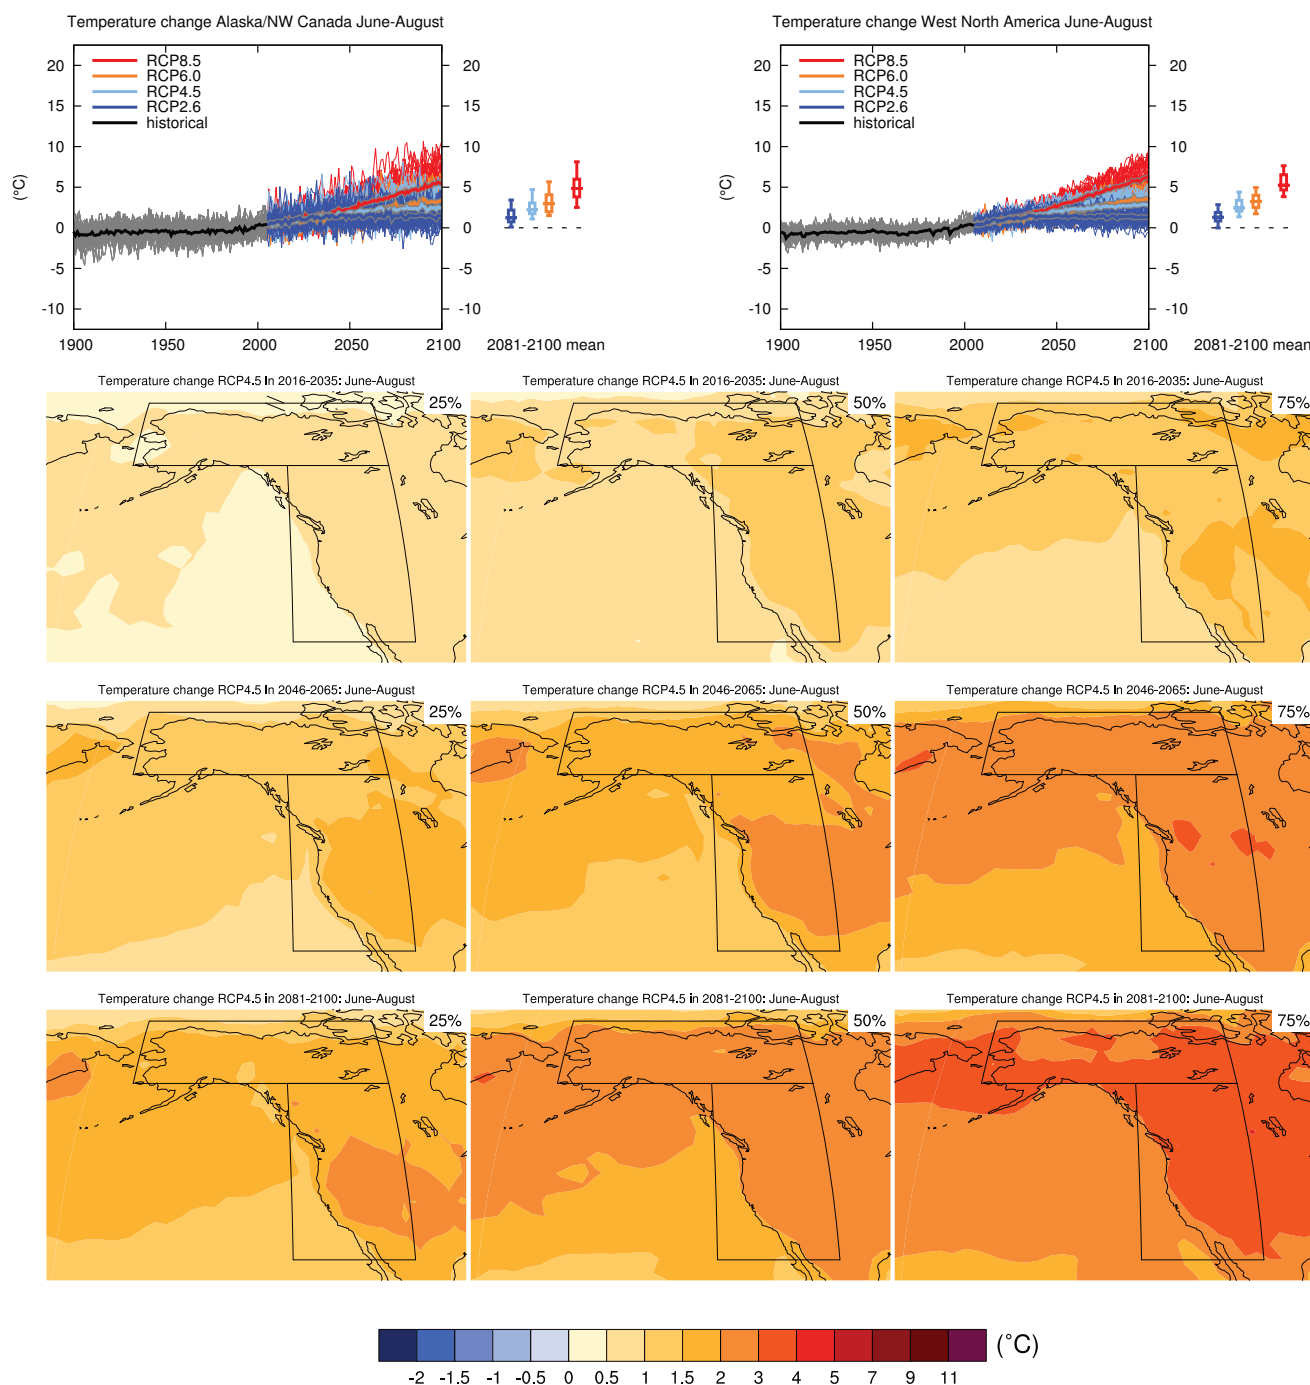 Temperature change Alaska/NW Canada June-August
Temperature change West North America June-August
20
15
10
5
0
-5
-10
(°C)
RCP8.5
RCP6.0
RCP4.5
RCP2.6
historical
20
15
10
5
0
-5
-10
1900 1950 2000 2050 2100 2081-2100 mean
20
15
10
5
0
-5
-10
(°C)
RCP8.5
RCP6.0
RCP4.5
RCP2.6
historical
20
15
10
5
0
-5
-10
1900 1950 2000 2050 2100 2081-2100 mean
Temperature change RCP4.5 in 2016-2035: June-August
25%
Temperature change RCP4.5 in 2016-2035: June-August
50%
Temperature change RCP4.5 in 2016-2035: June-August
75%
Temperature change RCP4.5 in 2046-2065: June-August
25%
Temperature change RCP4.5 in 2046-2065: June-August
50%
Temperature change RCP4.5 in 2046-2065: June-August
75%
Temperature change RCP4.5 in 2081-2100: June-August
25%
Temperature change RCP4.5 in 2081-2100: June-August
50%
Temperature change RCP4.5 in 2081-2100: June-August
75%
(°C)
-2 -1.5 -1 -0.5 0 0.5 1 1.5 2 3 4 5 7 9 11